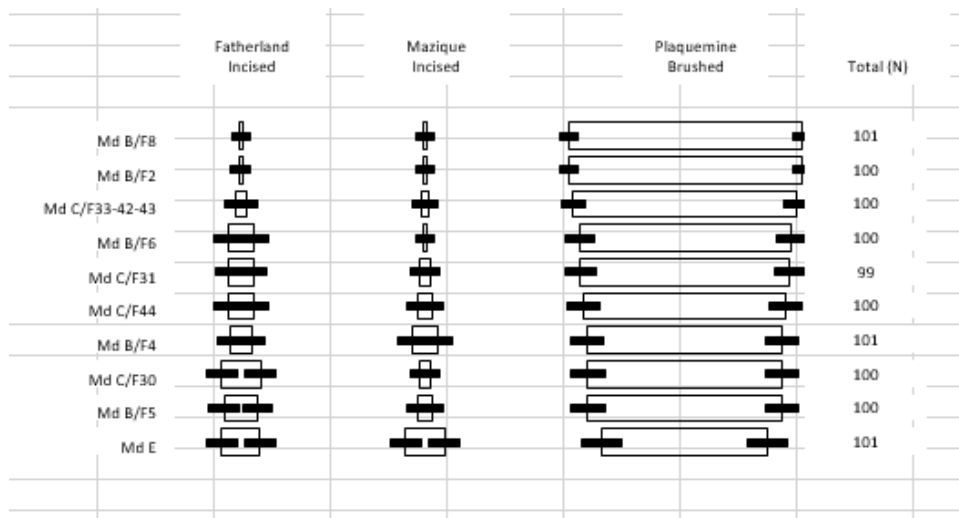 Fatherland Incised
Mazique Incised
Plaquemine Brushed
Total (N)
Md B/F8 101
Md B/F2 100
Md C/F33-42-43 100
Md B/F6 100
Md C/F31 99
Md C/F44 100
Md B/F4 101
Md C/F30 100
Md B/F5 100
Md E 101